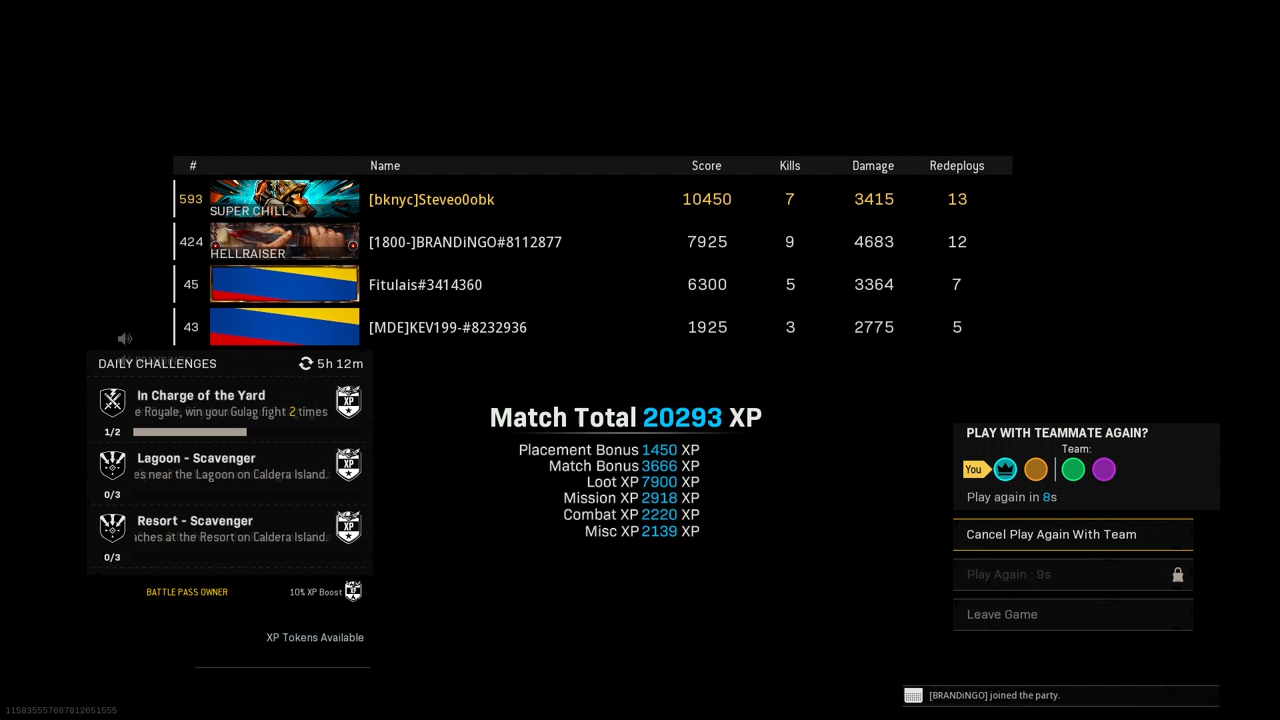 # Name Score Kills Damage Redeploys
593 SUPER CHILL [bknyc]Steveo0obk 10450 7 3415 13
424 HELLRAISER [1800-]BRANDiNGO#8112877 7925 9 4683 12
45 Fitulais#3414360 6300 5 3364 7
43 [MDE]KEV199-#8232936 1925 3 2775 5
DAILY CHALLENGES 5h 12m
In Charge of the Yard
e Royale, win your Gulag fight 2 times
XP
1/2
Lagoon - Scavenger
es near the Lagoon on Caldera Island.
XP
0/3
Resort - Scavenger
aches at the Resort on Caldera Island.
XP
0/3
BATTLE PASS OWNER 10% XP Boost
XP Tokens Available
Match Total 20293 XP
Placement Bonus 1450 XP
Match Bonus 3666 XP
Loot XP 7900 XP
Mission XP 2918 XP
Combat XP 2220 XP
Misc XP 2139 XP
PLAY WITH TEAMMATE AGAIN?
Team:
You
Play again in 8s
Cancel Play Again With Team
Play Again : 9s
Leave Game
[BRANDiNGO] joined the party.